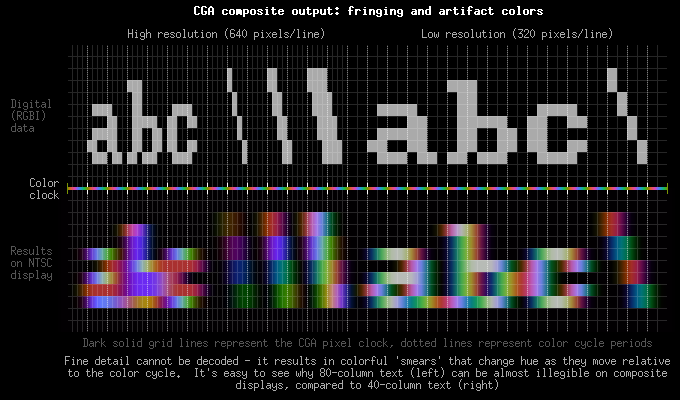 CGA composite output: fringing and artifact colors
High resolution (640 pixels/line)
Low resolution (320 pixels/line)
Digital
(RGBI)
data
abc \\\ abc \
Color
clock
Results
on NTSC
display
Dark solid grid lines represent the CGA pixel clock, dotted lines represent color cycle periods
Fine detail cannot be decoded - it results in colorful 'smears' that change hue as they move relative
to the color cycle.  It's easy to see why 80-column text (left) can be almost illegible on composite
displays, compared to 40-column text (right)